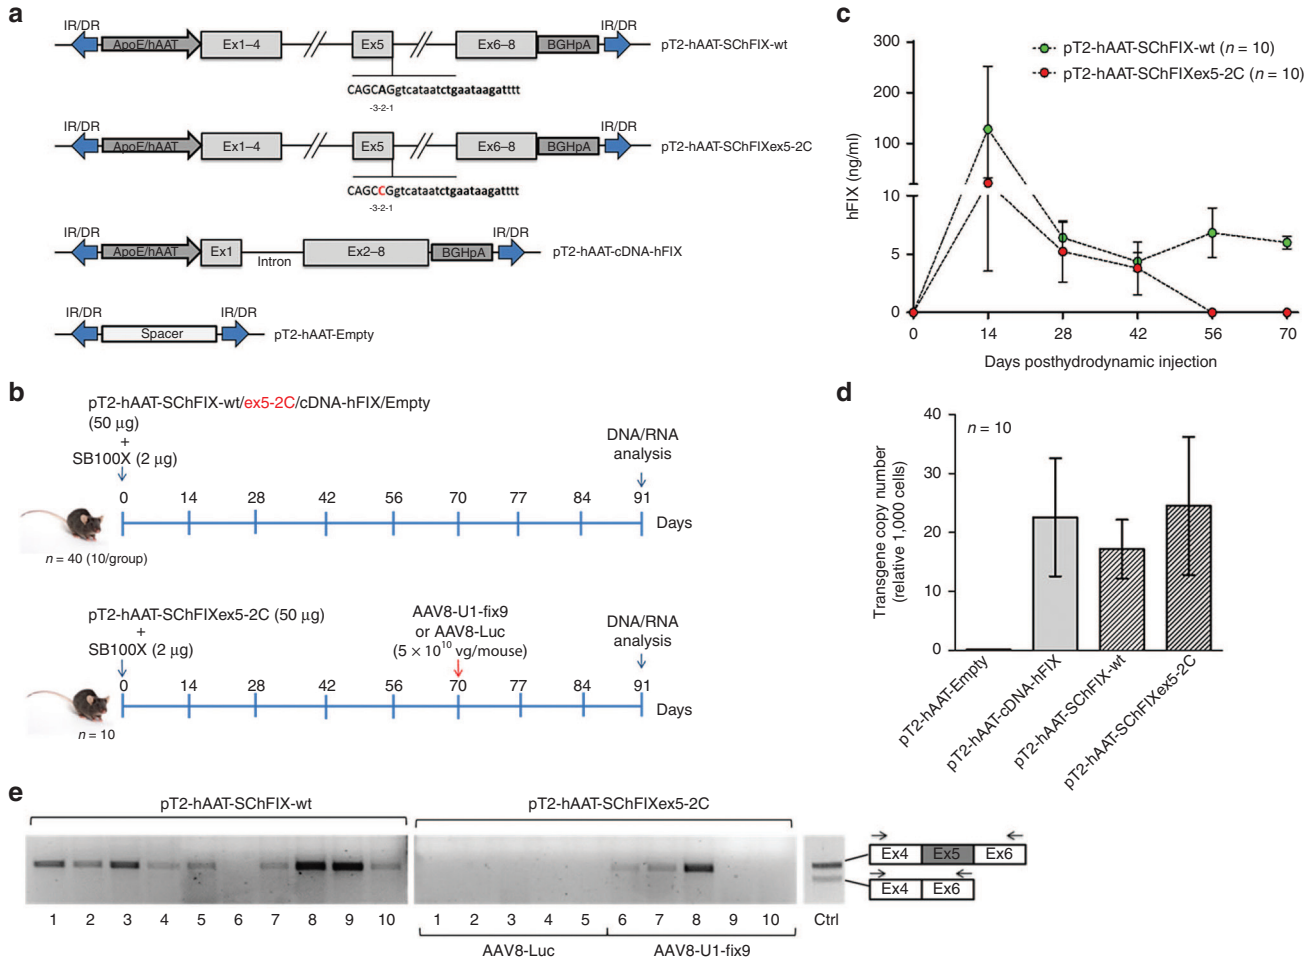 a
IR/DR
IR/DR
ApoE/hAAT Ex1–4 Ex5 Ex6–8 BGHpA
pT2-hAAT-SChFIX-wt
CAGCAGgtcataatctgaataagatttt
-3-2-1
IR/DR
IR/DR
ApoE/hAAT Ex1–4 Ex5 Ex6–8 BGHpA
pT2-hAAT-SChFIXex5-2C
CAGCCGgtcataatctgaataagatttt
-3-2-1
IR/DR
IR/DR
ApoE/hAAT Ex1 Ex2–8 BGHpA
Intron
pT2-hAAT-cDNA-hFIX
IR/DR
IR/DR
Spacer
pT2-hAAT-Empty
b
pT2-hAAT-SChFIX-wt/ex5-2C/cDNA-hFIX/Empty
(50 µg)
+
SB100X (2 µg)
DNA/RNA
analysis
0 14 28 42 56 70 77 84 91
Days
n = 40 (10/group)
pT2-hAAT-SChFIXex5-2C (50 µg)
+
SB100X (2 µg)
AAV8-U1-fix9
or AAV8-Luc
(5 × 10¹⁰ vg/mouse)
DNA/RNA
analysis
0 14 28 42 56 70 77 84 91
Days
n = 10
c
pT2-hAAT-SChFIX-wt (n = 10)
pT2-hAAT-SChFIXex5-2C (n = 10)
hFIX (ng/ml)
300
200
100
10
5
0
0 14 28 42 56 70
Days posthydrodynamic injection
d
n = 10
Transgene copy number
(relative 1,000 cells)
40
30
20
10
0
pT2-hAAT-Empty
pT2-hAAT-cDNA-hFIX
pT2-hAAT-SChFIX-wt
pT2-hAAT-SChFIXex5-2C
e
pT2-hAAT-SChFIX-wt
pT2-hAAT-SChFIXex5-2C
1 2 3 4 5 6 7 8 9 10
1 2 3 4 5 6 7 8 9 10
Ctrl
AAV8-Luc
AAV8-U1-fix9
Ex4 Ex5 Ex6
Ex4 Ex6